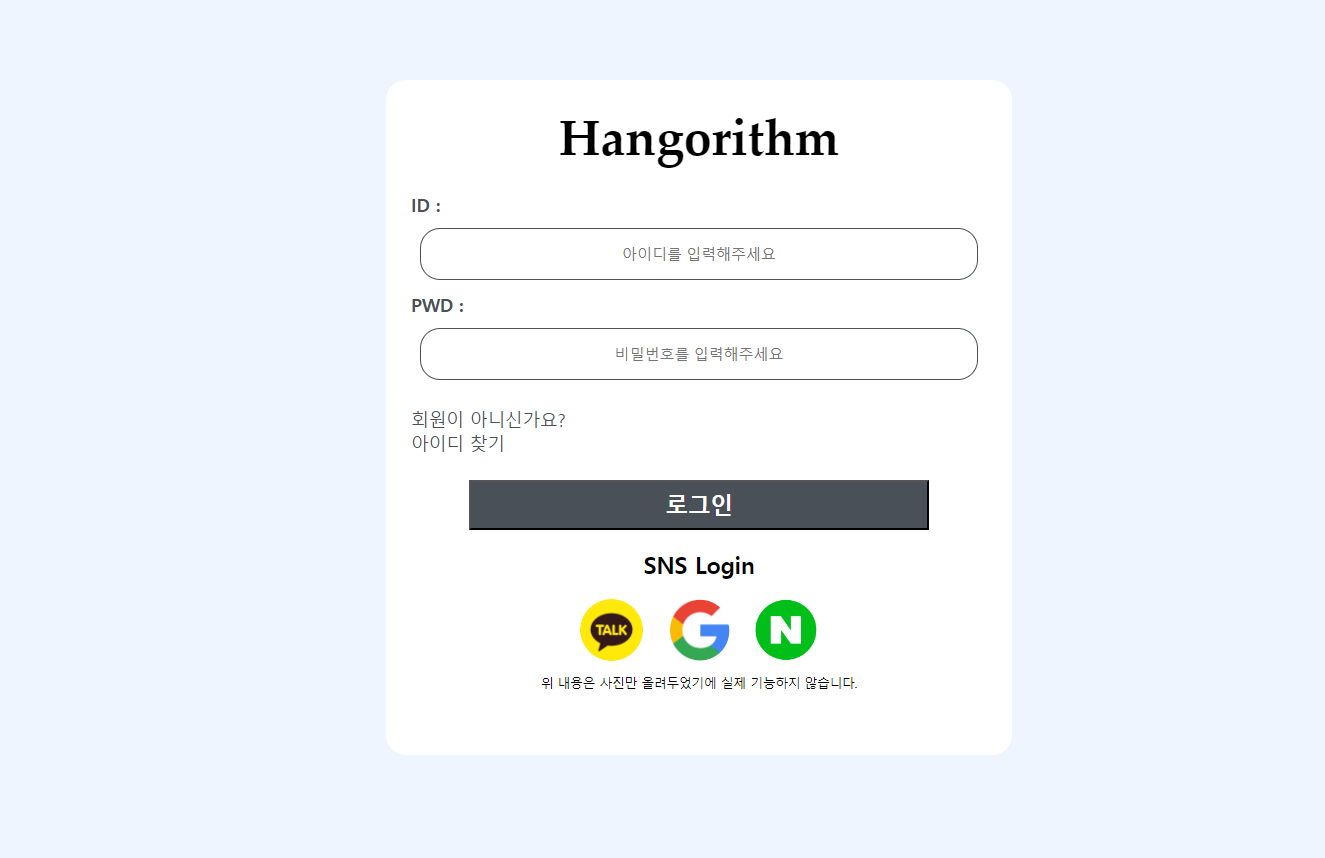 Hangorithm
ID :
아이디를 입력해주세요
PWD :
비밀번호를 입력해주세요
회원이 아니신가요?
아이디 찾기
로그인
SNS Login
TALK
N
위 내용은 사진만 올려두었기에 실제 기능하지 않습니다.